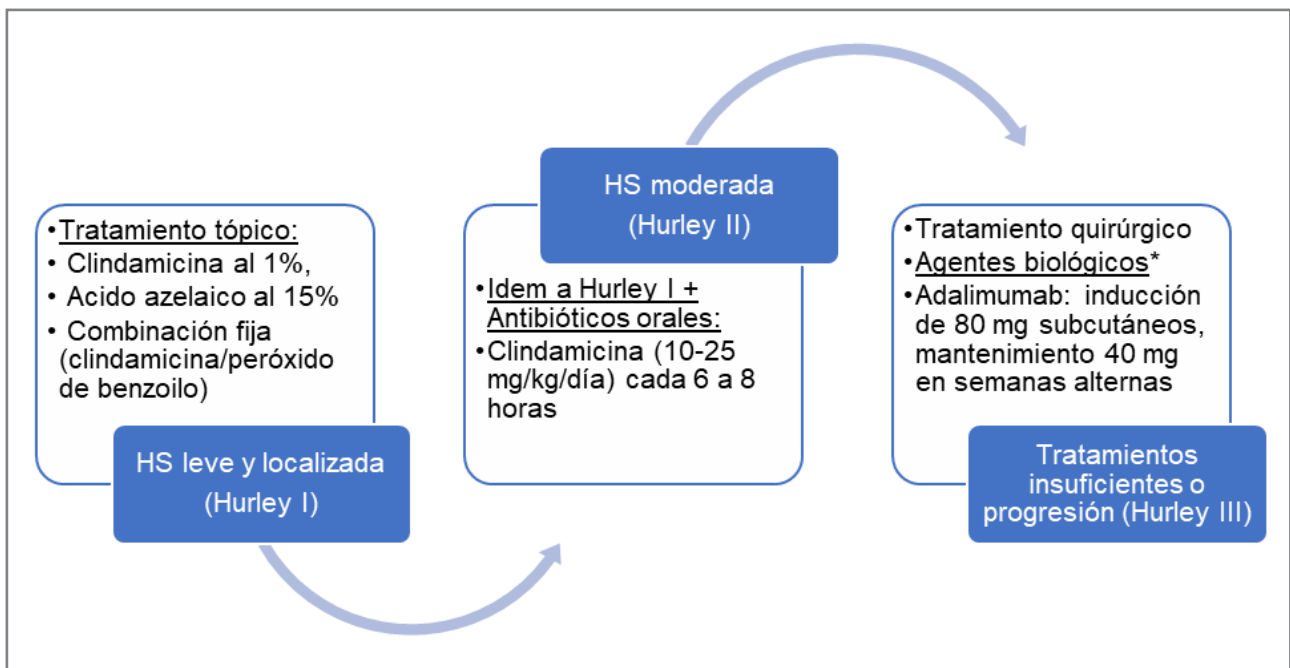 •Tratamiento tópico:
• Clindamicina al 1%,
• Acido azelaico al 15%
• Combinación fija
(clindamicina/peróxido
de benzoilo)
HS leve y localizada
(Hurley I)
HS moderada
(Hurley II)
•Idem a Hurley I +
Antibióticos orales:
•Clindamicina (10-25
mg/kg/día) cada 6 a 8
horas
•Tratamiento quirúrgico
•Agentes biológicos*
•Adalimumab: inducción
de 80 mg subcutáneos,
mantenimiento 40 mg
en semanas alternas
Tratamientos
insuficientes o
progresión (Hurley III)